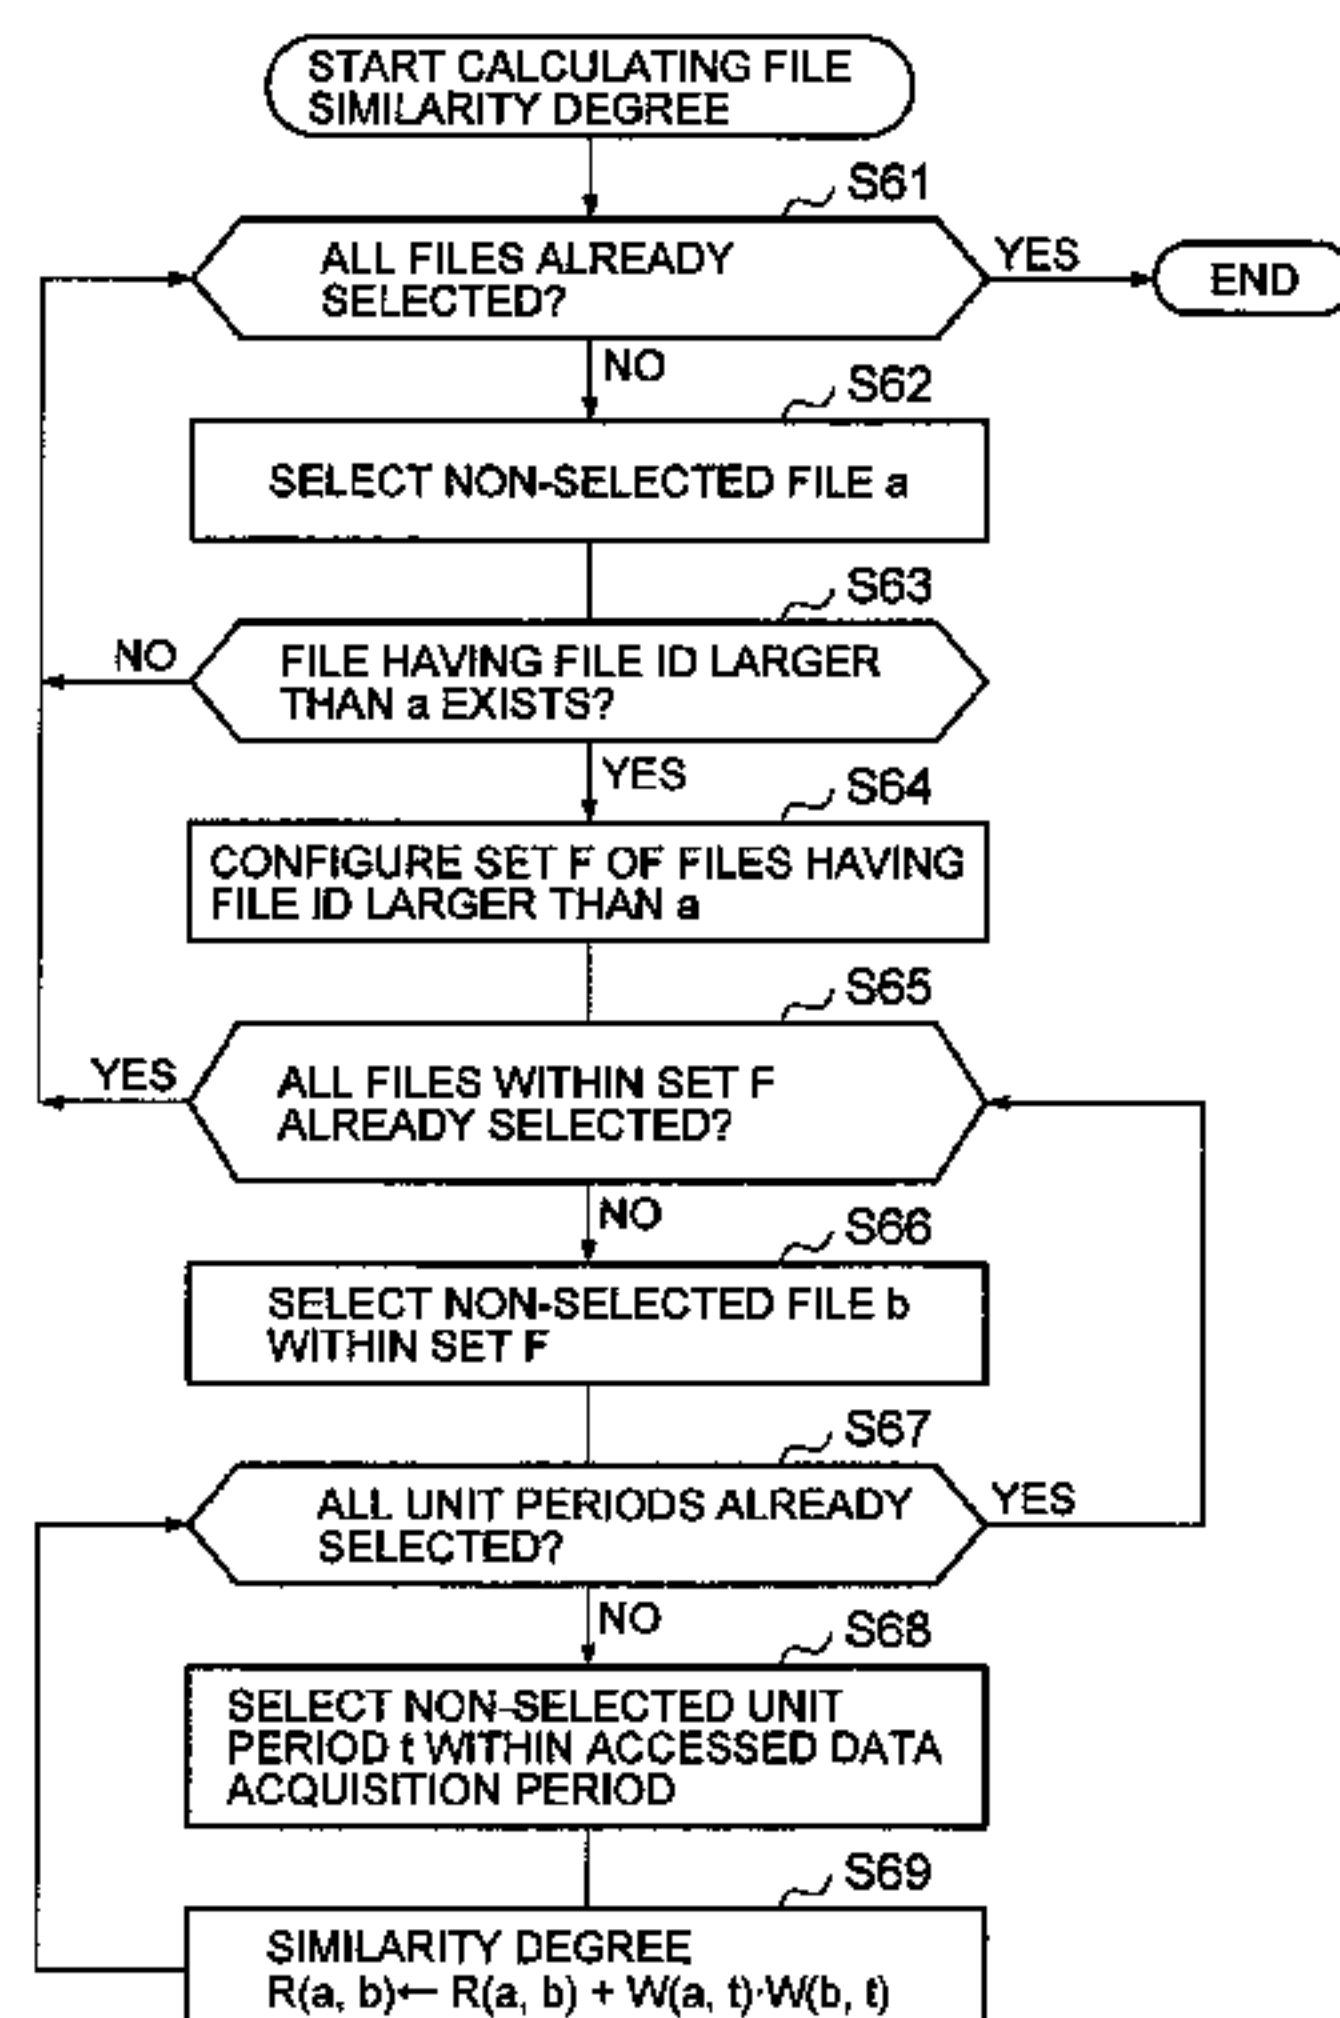 START CALCULATING FILE
SIMILARITY DEGREE
S61
ALL FILES ALREADY
SELECTED?
YES
END
NO
S62
SELECT NON-SELECTED FILE a
S63
NO
FILE HAVING FILE ID LARGER
THAN a EXISTS?
YES
S64
CONFIGURE SET F OF FILES HAVING
FILE ID LARGER THAN a
S65
YES
ALL FILES WITHIN SET F
ALREADY SELECTED?
NO
S66
SELECT NON-SELECTED FILE b
WITHIN SET F
S67
ALL UNIT PERIODS ALREADY
SELECTED?
YES
NO
S68
SELECT NON-SELECTED UNIT
PERIOD t WITHIN ACCESSED DATA
ACQUISITION PERIOD
S69
SIMILARITY DEGREE
R(a, b)← R(a, b) + W(a, t)·W(b, t)